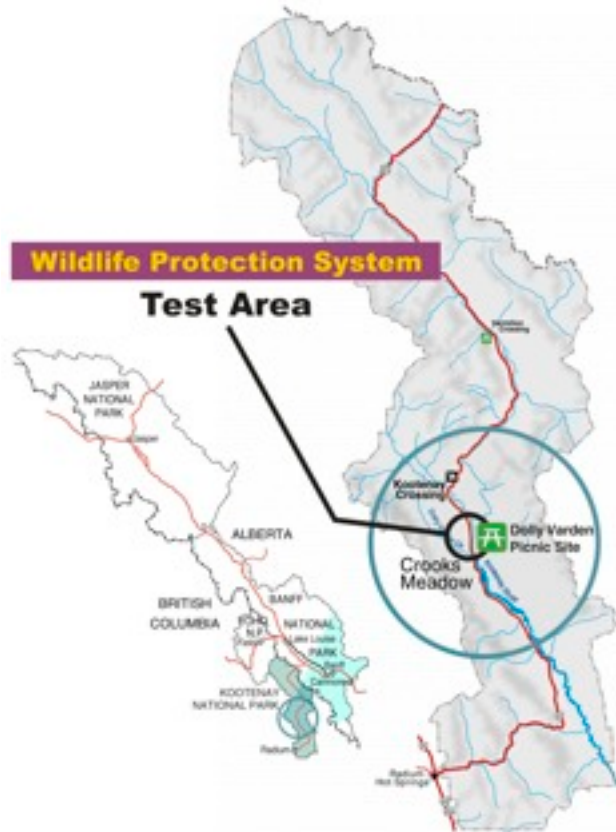 Wildlife Protection System
Test Area
JASPER
NATIONAL
PARK
Jasper
ALBERTA
BRITISH
COLUMBIA
BANFF
NATIONAL
PARK
YOHO
N.P.
Lake Louise
Banff
KOOTENAY
NATIONAL PARK
Radium
Kootenay
Crossing
Dolly Varden
Picnic Site
Crooks
Meadow
Radium
Hot Springs